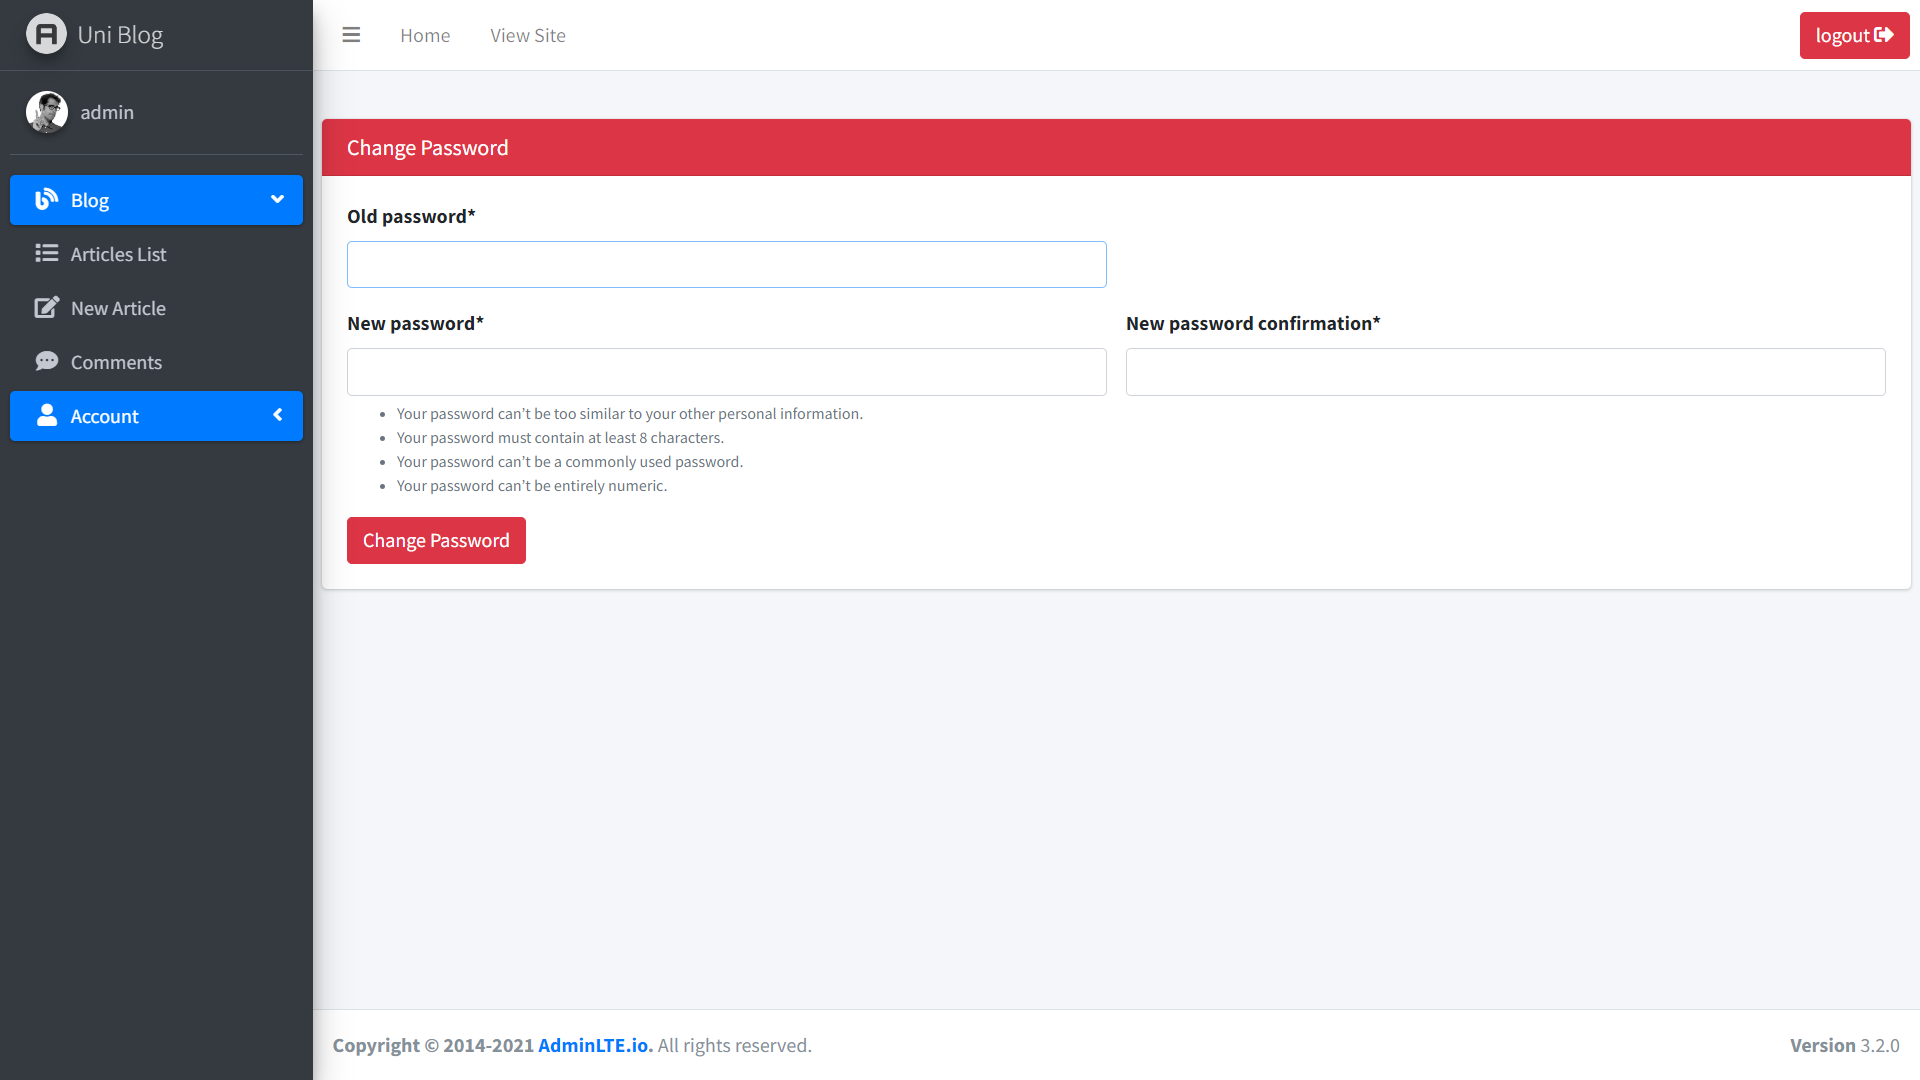 Uni Blog
Home
View Site
logout
admin
Change Password
Blog
Articles List
New Article
Comments
Account
Old password*
New password*
New password confirmation*
Your password can’t be too similar to your other personal information.
Your password must contain at least 8 characters.
Your password can’t be a commonly used password.
Your password can’t be entirely numeric.
Change Password
Copyright © 2014-2021 AdminLTE.io. All rights reserved.
Version 3.2.0